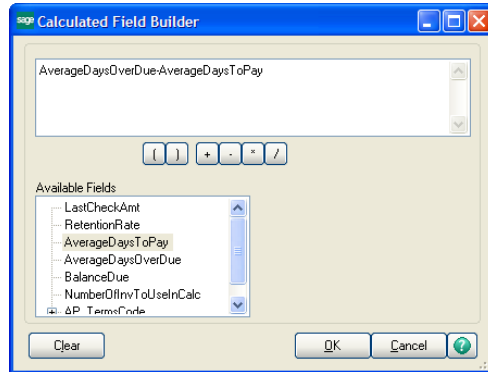 sage Calculated Field Builder
AverageDaysOverDue-AverageDaysToPay
( ) + - * /
Available Fields
LastCheckAmt
RetentionRate
AverageDaysToPay
AverageDaysOverDue
BalanceDue
NumberOfInvToUseInCalc
AP_TermsCode
Clear OK Cancel ?